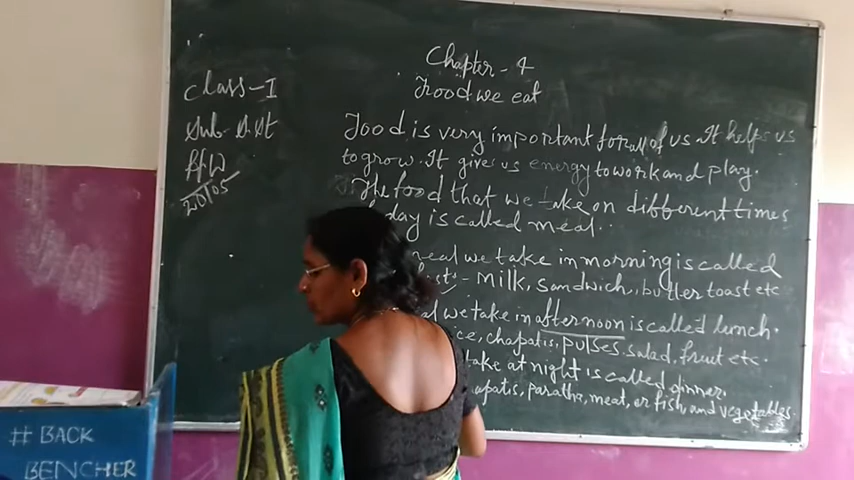 Class-I
Sub-S.St
20/05
Chapter-4
Food we eat
Food is very important for all of us. It helps us
to grow. It gives us energy to work and play.
The food that we take on different times
day is called meal.
meal we take in morning is called
Milk, sandwich, butter toast etc
we take in afternoon is called lunch.
chapatis, pulses, salad, fruit etc.
take at night is called dinner.
chapatis, paratha, meat, or fish, and vegetables
#BACK
BENCHER